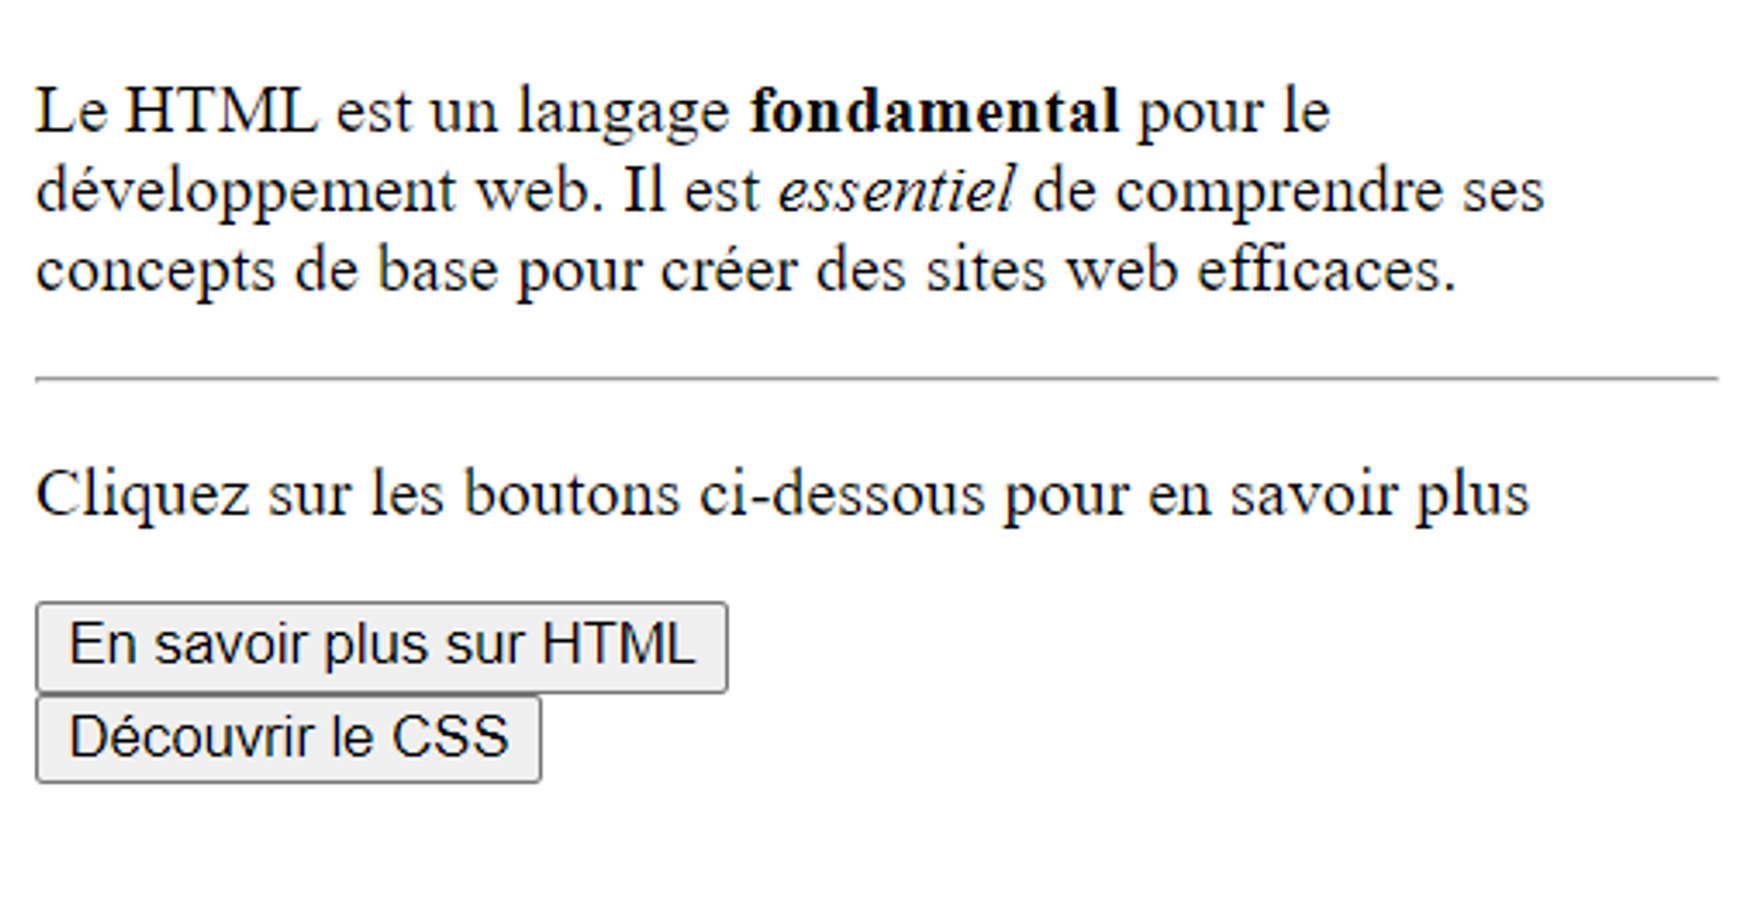 Le HTML est un langage fondamental pour le
développement web. Il est essentiel de comprendre ses
concepts de base pour créer des sites web efficaces.
Cliquez sur les boutons ci-dessous pour en savoir plus
En savoir plus sur HTML
Découvrir le CSS